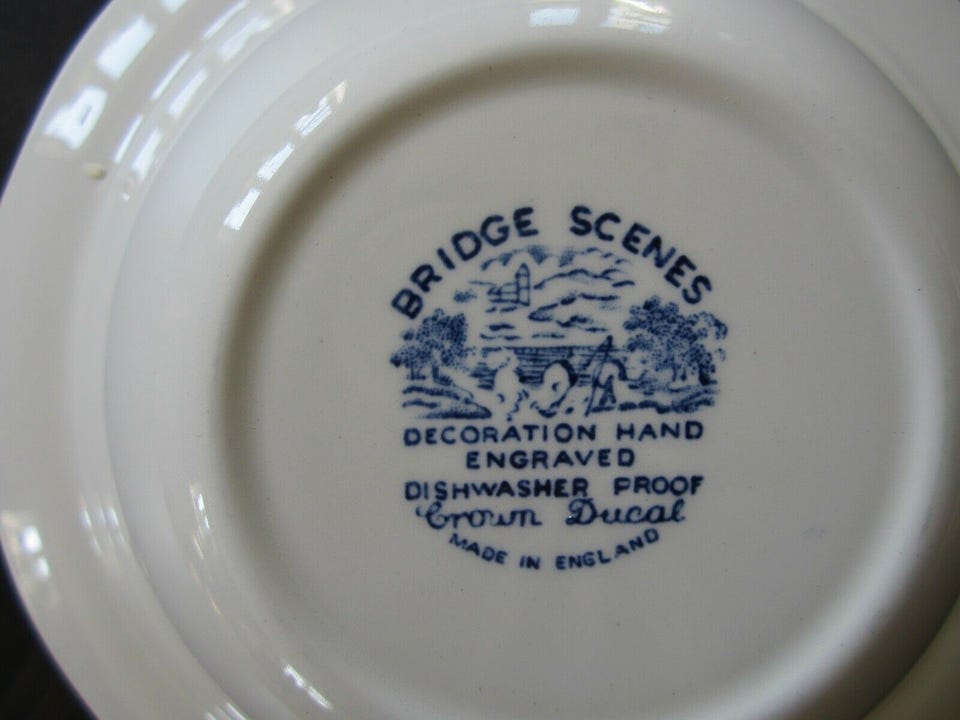 BRIDGE SCENES
DECORATION HAND
ENGRAVED
DISHWASHER PROOF
Crown Ducal
MADE IN ENGLAND